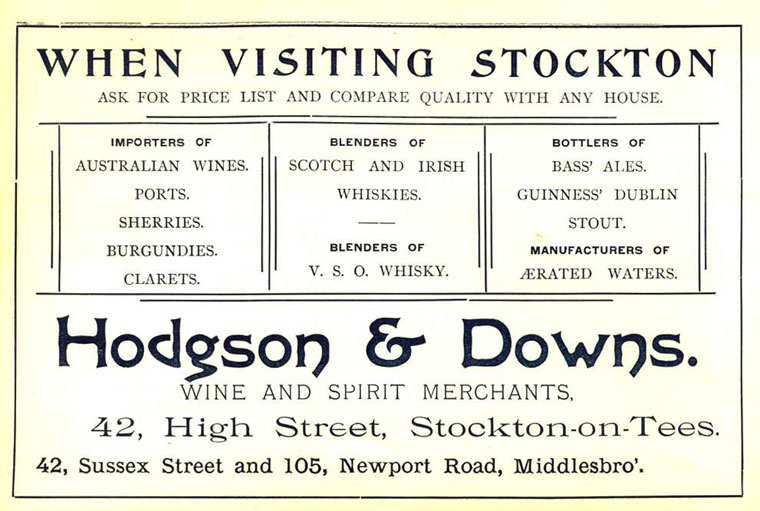 WHEN VISITING STOCKTON
ASK FOR PRICE LIST AND COMPARE QUALITY WITH ANY HOUSE.
IMPORTERS OF
AUSTRALIAN WINES.
PORTS.
SHERRIES.
BURGUNDIES.
CLARETS.
BLENDERS OF
SCOTCH AND IRISH
WHISKIES.
BLENDERS OF
V. S. O. WHISKY.
BOTTLERS OF
BASS' ALES.
GUINNESS' DUBLIN
STOUT.
MANUFACTURERS OF
ÆRATED WATERS.
Hodgson & Downs.
WINE AND SPIRIT MERCHANTS,
42, High Street, Stockton-on-Tees.
42, Sussex Street and 105, Newport Road, Middlesbro'.